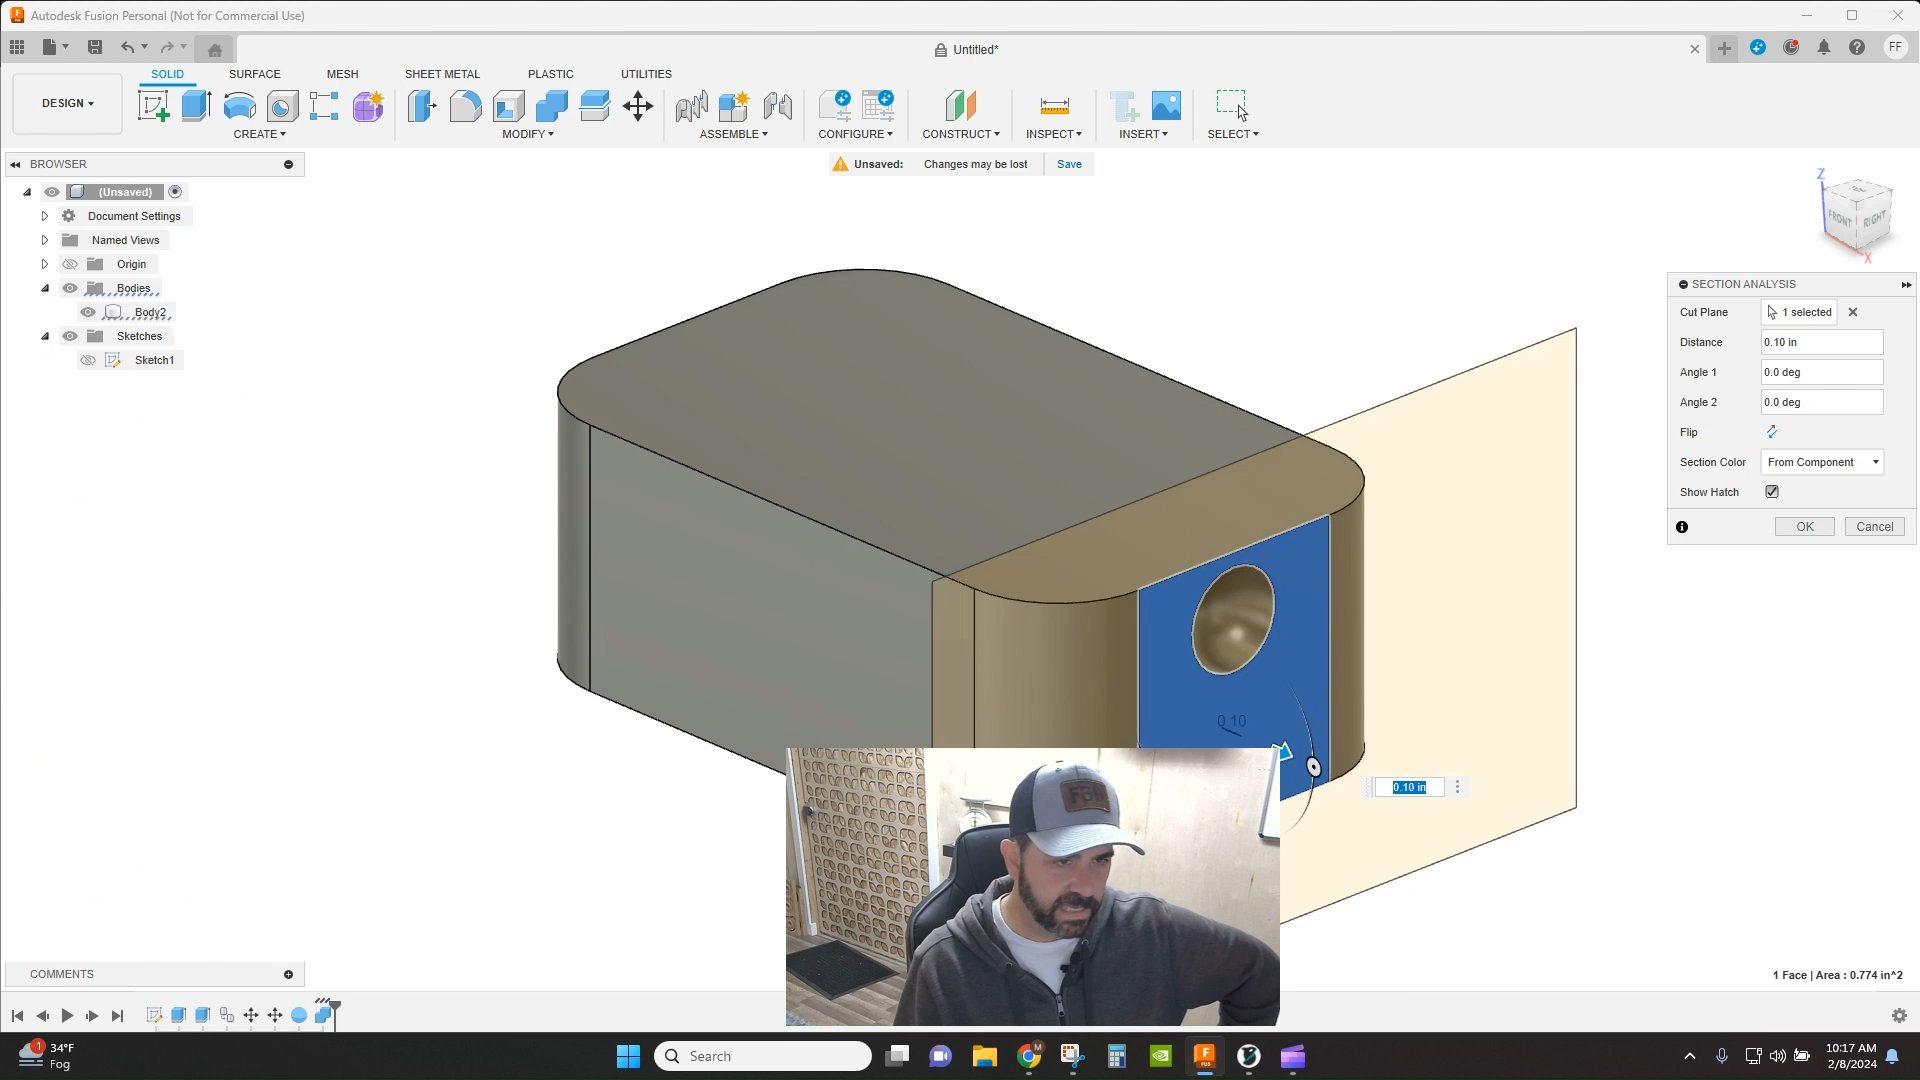 Autodesk Fusion Personal (Not for Commercial Use)
Untitled*
FF
DESIGN
SOLID
SURFACE
MESH
SHEET METAL
PLASTIC
UTILITIES
CREATE
MODIFY
ASSEMBLE
CONFIGURE
CONSTRUCT
INSPECT
INSERT
SELECT
BROWSER
Unsaved: Changes may be lost Save
(Unsaved)
Document Settings
Named Views
Origin
Bodies
Body2
Sketches
Sketch1
Z
FRONT
RIGHT
X
SECTION ANALYSIS
Cut Plane 1 selected
Distance 0.10 in
Angle 1 0.0 deg
Angle 2 0.0 deg
Flip
Section Color From Component
Show Hatch
OK Cancel
0.10
0.10 in
COMMENTS
1 Face | Area : 0.774 in^2
1
34°F
Fog
Search
10:17 AM
2/8/2024